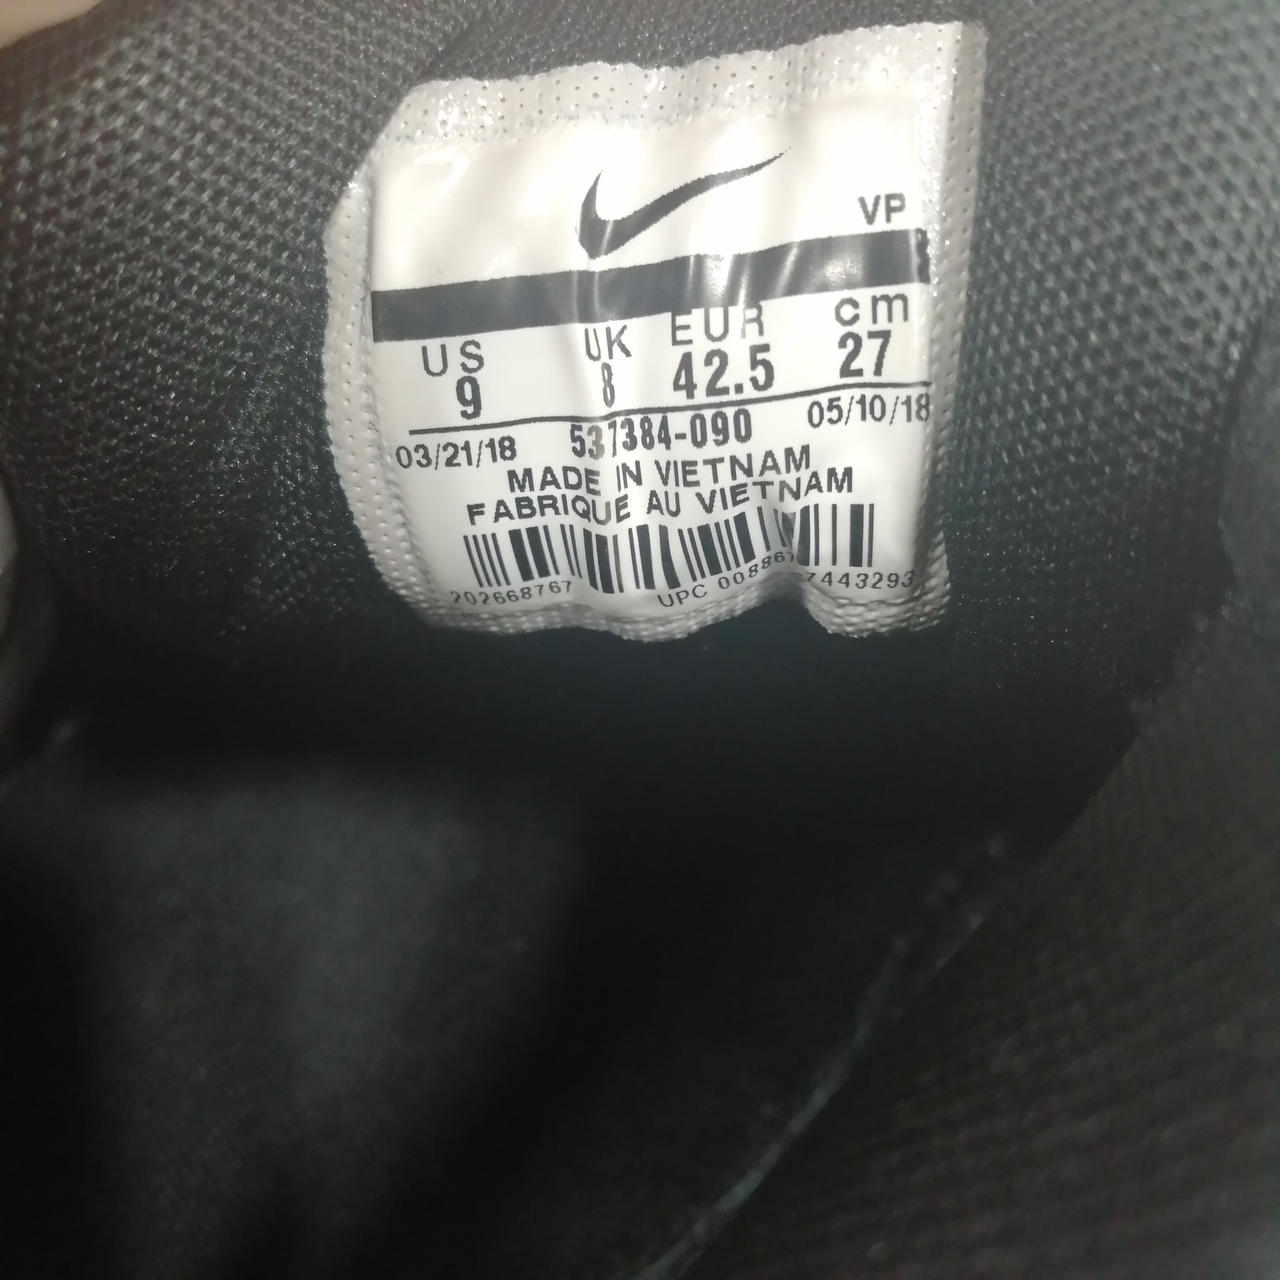 VP
US UK EUR cm
9 8 42.5 27
03/21/18 537384-090 05/10/18
MADE IN VIETNAM
FABRIQUE AU VIETNAM
202668767 UPC 7443293